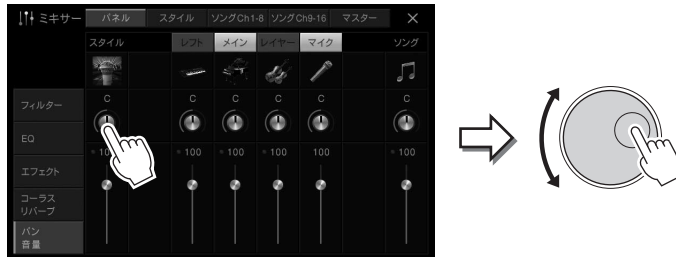 ミキサー パネル スタイル ソングCh1-8 ソングCh9-16 マスター
スタイル レフト メイン レイヤー マイク ソング
フィルター C C C C C C
EQ
100 100 100 100 100
エフェクト
コーラス
リバーブ
パン
音量